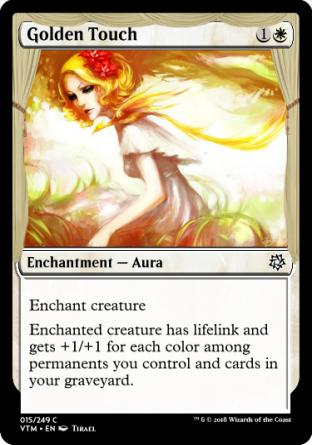 Golden Touch 1
Enchantment — Aura
Enchant creature
Enchanted creature has lifelink and
gets +1/+1 for each color among
permanents you control and cards in
your graveyard.
015/249 C
VTM • EN TIRAEL
™ & © 2018 Wizards of the Coast